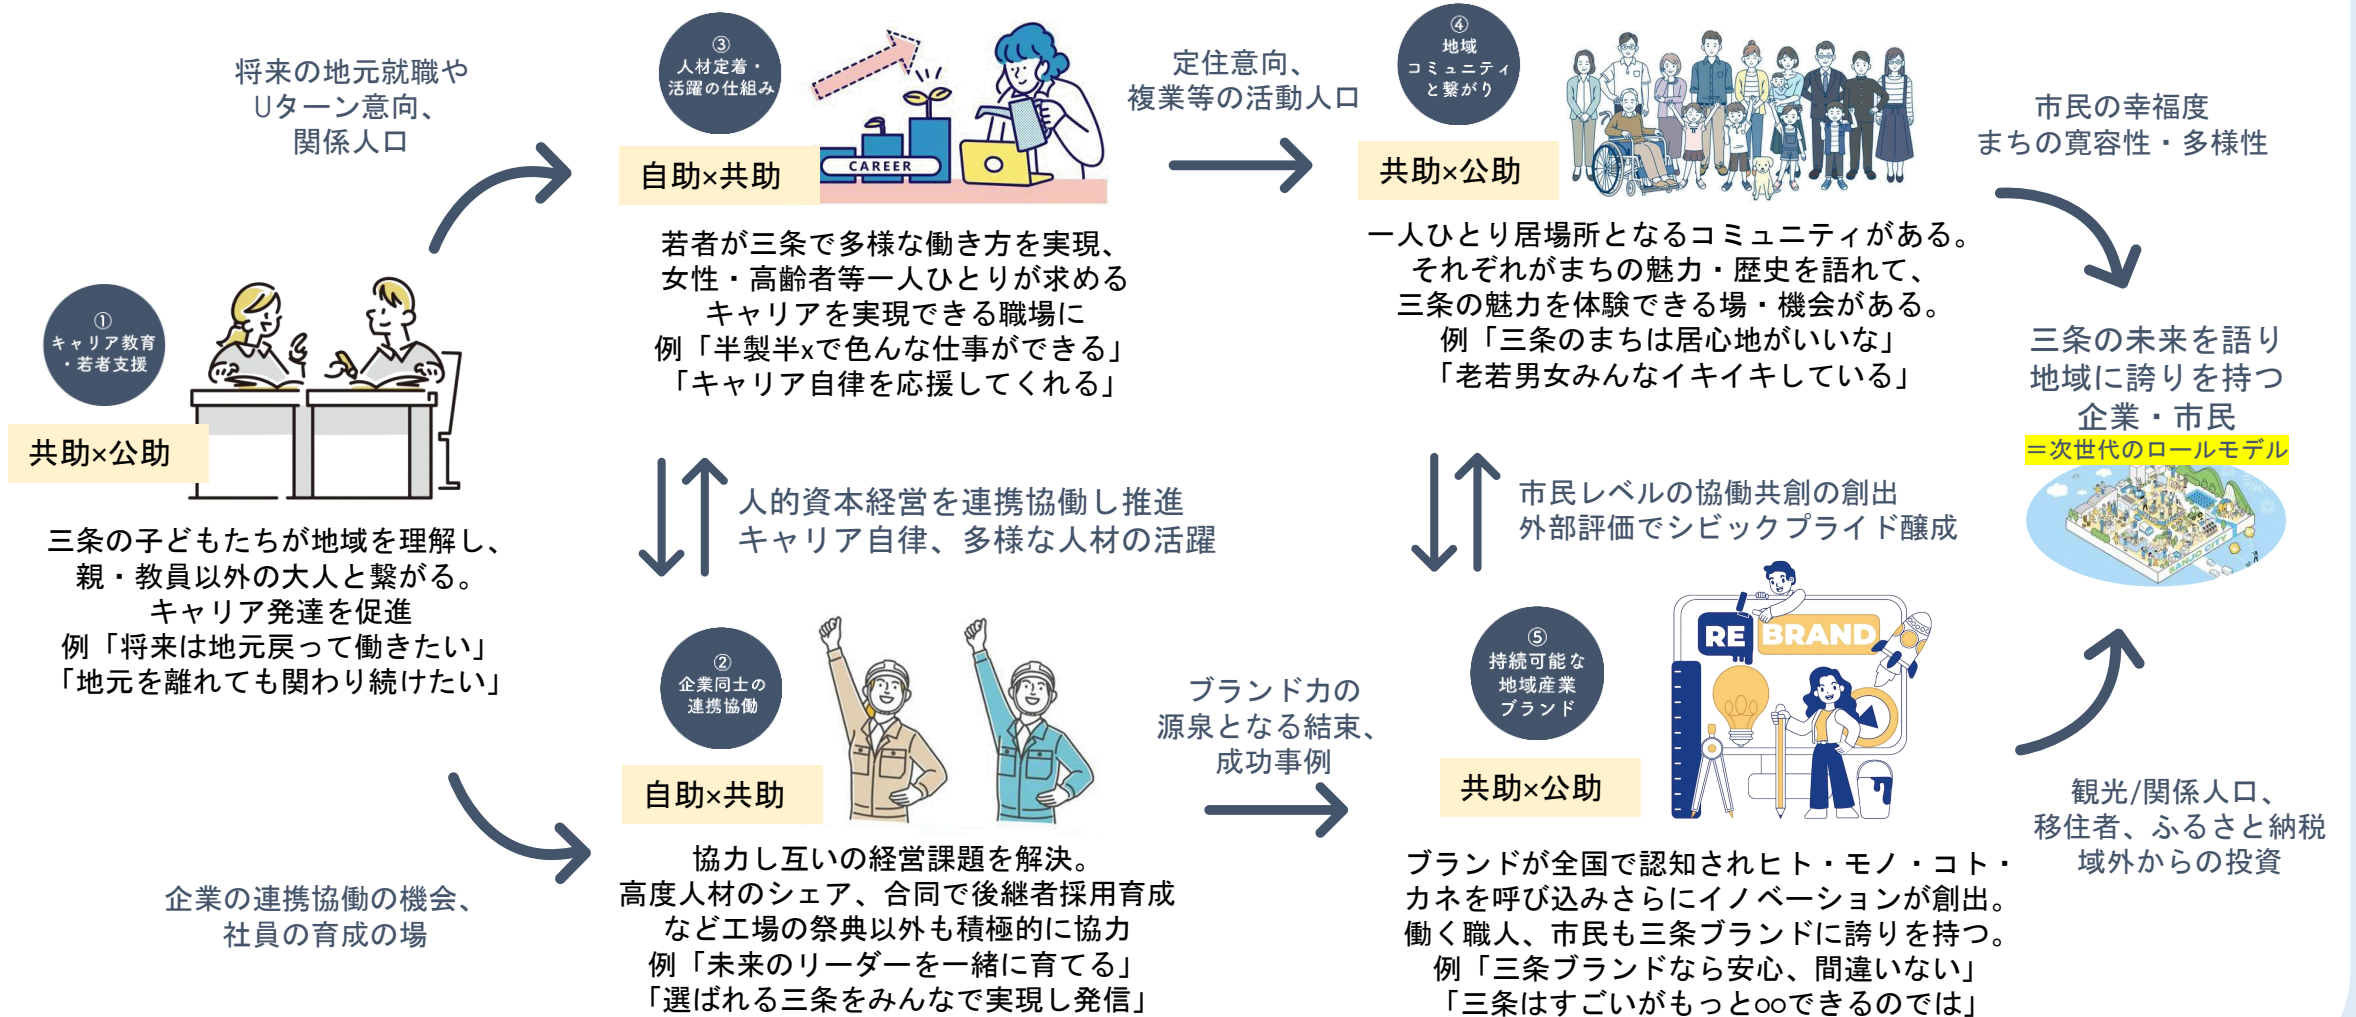 将来の地元就職や
Uターン意向、
関係人口
①
キャリア教育
・若者支援
共助×公助
三条の子どもたちが地域を理解し、
親・教員以外の大人と繋がる。
キャリア発達を促進
例「将来は地元戻って働きたい」
「地元を離れても関わり続けたい」
企業の連携協働の機会、
社員の育成の場
③
人材定着・
活躍の仕組み
CAREER
自助×共助
若者が三条で多様な働き方を実現、
女性・高齢者等一人ひとりが求める
キャリアを実現できる職場に
例「半製半xで色んな仕事ができる」
「キャリア自律を応援してくれる」
人的資本経営を連携協働し推進
キャリア自律、多様な人材の活躍
②
企業同士の
連携協働
自助×共助
協力し互いの経営課題を解決。
高度人材のシェア、合同で後継者採用育成
など工場の祭典以外も積極的に協力
例「未来のリーダーを一緒に育てる」
「選ばれる三条をみんなで実現し発信」
定住意向、
複業等の活動人口
ブランド力の
源泉となる結束、
成功事例
④
地域
コミュニティ
と繋がり
共助×公助
一人ひとり居場所となるコミュニティがある。
それぞれがまちの魅力・歴史を語れて、
三条の魅力を体験できる場・機会がある。
例「三条のまちは居心地がいいな」
「老若男女みんなイキイキしている」
市民レベルの協働共創の創出
外部評価でシビックプライド醸成
⑤
持続可能な
地域産業
ブランド
RE BRAND
共助×公助
ブランドが全国で認知されヒト・モノ・コト・
カネを呼び込みさらにイノベーションが創出。
働く職人、市民も三条ブランドに誇りを持つ。
例「三条ブランドなら安心、間違いない」
「三条はすごいがもっと○○できるのでは」
市民の幸福度
まちの寛容性・多様性
三条の未来を語り
地域に誇りを持つ
企業・市民
＝次世代のロールモデル
SANJO CITY
観光/関係人口、
移住者、ふるさと納税
域外からの投資